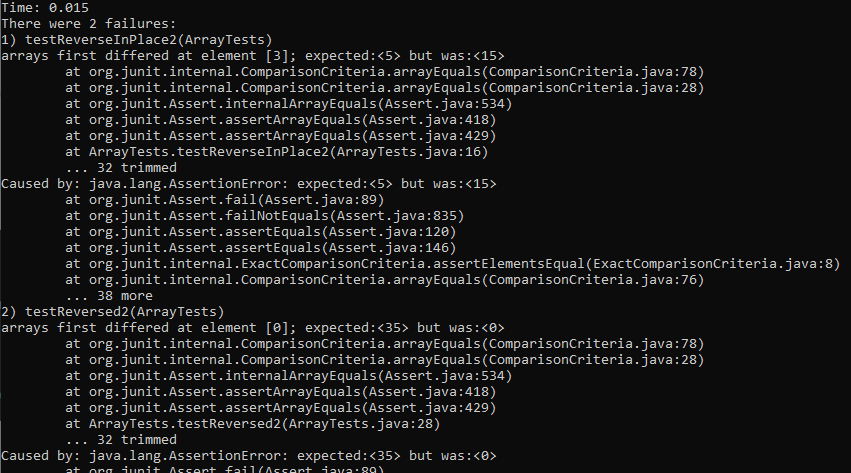 Time: 0.015
There were 2 failures:
1) testReverseInPlace2(ArrayTests)
arrays first differed at element [3]; expected:<5> but was:<15>
        at org.junit.internal.ComparisonCriteria.arrayEquals(ComparisonCriteria.java:78)
        at org.junit.internal.ComparisonCriteria.arrayEquals(ComparisonCriteria.java:28)
        at org.junit.Assert.internalArrayEquals(Assert.java:534)
        at org.junit.Assert.assertArrayEquals(Assert.java:418)
        at org.junit.Assert.assertArrayEquals(Assert.java:429)
        at ArrayTests.testReverseInPlace2(ArrayTests.java:16)
        ... 32 trimmed
Caused by: java.lang.AssertionError: expected:<5> but was:<15>
        at org.junit.Assert.fail(Assert.java:89)
        at org.junit.Assert.failNotEquals(Assert.java:835)
        at org.junit.Assert.assertEquals(Assert.java:120)
        at org.junit.Assert.assertEquals(Assert.java:146)
        at org.junit.internal.ExactComparisonCriteria.assertElementsEqual(ExactComparisonCriteria.java:8)
        at org.junit.internal.ComparisonCriteria.arrayEquals(ComparisonCriteria.java:76)
        ... 38 more
2) testReversed2(ArrayTests)
arrays first differed at element [0]; expected:<35> but was:<0>
        at org.junit.internal.ComparisonCriteria.arrayEquals(ComparisonCriteria.java:78)
        at org.junit.internal.ComparisonCriteria.arrayEquals(ComparisonCriteria.java:28)
        at org.junit.Assert.internalArrayEquals(Assert.java:534)
        at org.junit.Assert.assertArrayEquals(Assert.java:418)
        at org.junit.Assert.assertArrayEquals(Assert.java:429)
        at ArrayTests.testReversed2(ArrayTests.java:28)
        ... 32 trimmed
Caused by: java.lang.AssertionError: expected:<35> but was:<0>
        at org.junit.Assert.fail(Assert.java:89)